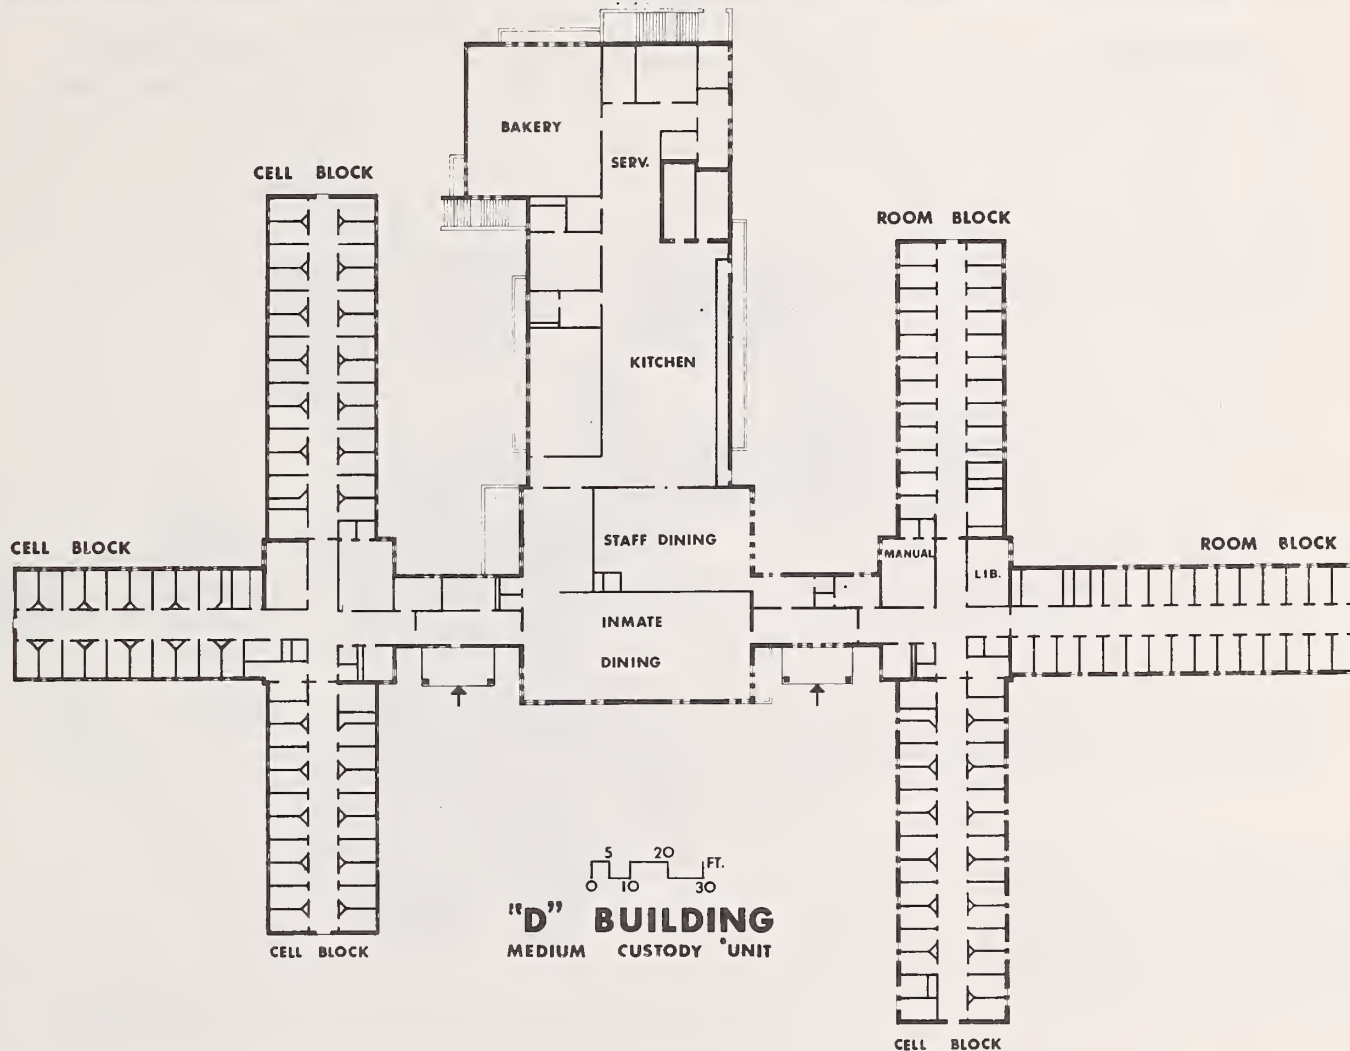 BAKERY
SERV.
CELL BLOCK
ROOM BLOCK
KITCHEN
STAFF DINING
CELL BLOCK
MANUAL
ROOM BLOCK
LIB.
INMATE
DINING
5 20 FT.
0 10 30
"D" BUILDING
MEDIUM CUSTODY UNIT
CELL BLOCK
CELL BLOCK